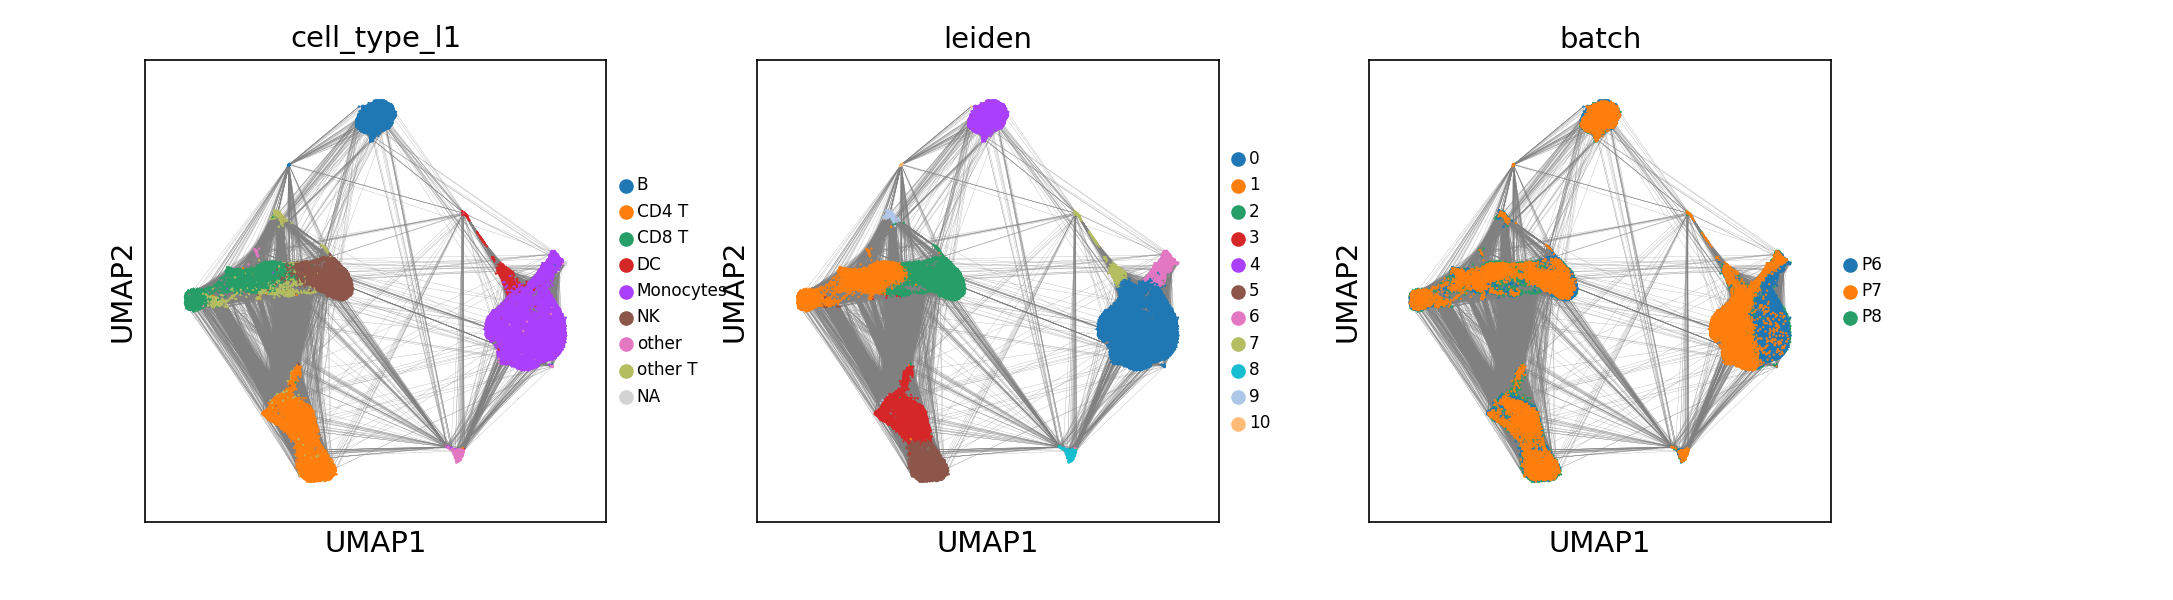 cell_type_l1
UMAP2
UMAP1
B
CD4 T
CD8 T
DC
Monocytes
NK
other
other T
NA
leiden
UMAP2
UMAP1
0
1
2
3
4
5
6
7
8
9
10
batch
UMAP2
UMAP1
P6
P7
P8